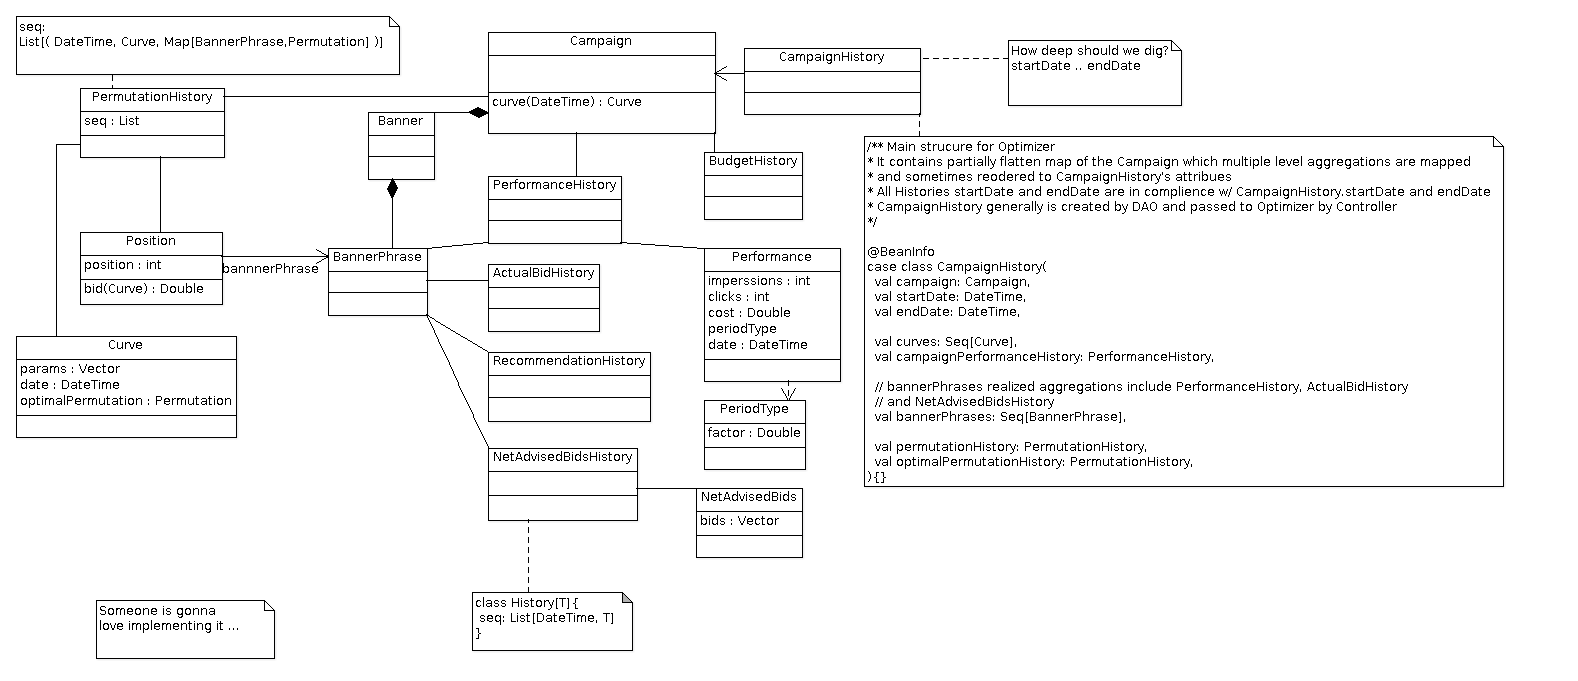 seq:
List[( DateTime, Curve, Map[BannerPhrase,Permutation] )]
Campaign
curve(DateTime) : Curve
CampaignHistory
How deep should we dig?
startDate .. endDate
PermutationHistory
seq : List
Banner
BudgetHistory
PerformanceHistory
/** Main strucure for Optimizer
* It contains partially flatten map of the Campaign which multiple level aggregations are mapped
* and sometimes reodered to CampaignHistory's attribues
* All Histories startDate and endDate are in complience w/ CampaignHistory.startDate and endDate
* CampaignHistory generally is created by DAO and passed to Optimizer by Controller
*/
@BeanInfo
case class CampaignHistory(
val campaign: Campaign,
val startDate: DateTime,
val endDate: DateTime,
val curves: Seq[Curve],
val campaignPerformanceHistory: PerformanceHistory,
// bannerPhrases realized aggregations include PerformanceHistory, ActualBidHistory
// and NetAdvisedBidsHistory
val bannerPhrases: Seq[BannerPhrase],
val permutationHistory: PermutationHistory,
val optimalPermutationHistory: PermutationHistory,
){}
Position
position : int
bid(Curve) : Double
bannnerPhrase
BannerPhrase
ActualBidHistory
Performance
imperssions : int
clicks : int
cost : Double
periodType
date : DateTime
Curve
params : Vector
date : DateTime
optimalPermutation : Permutation
RecommendationHistory
PeriodType
factor : Double
NetAdvisedBidsHistory
NetAdvisedBids
bids : Vector
Someone is gonna
love implementing it ...
class History[T] {
seq: List[DateTime, T]
}